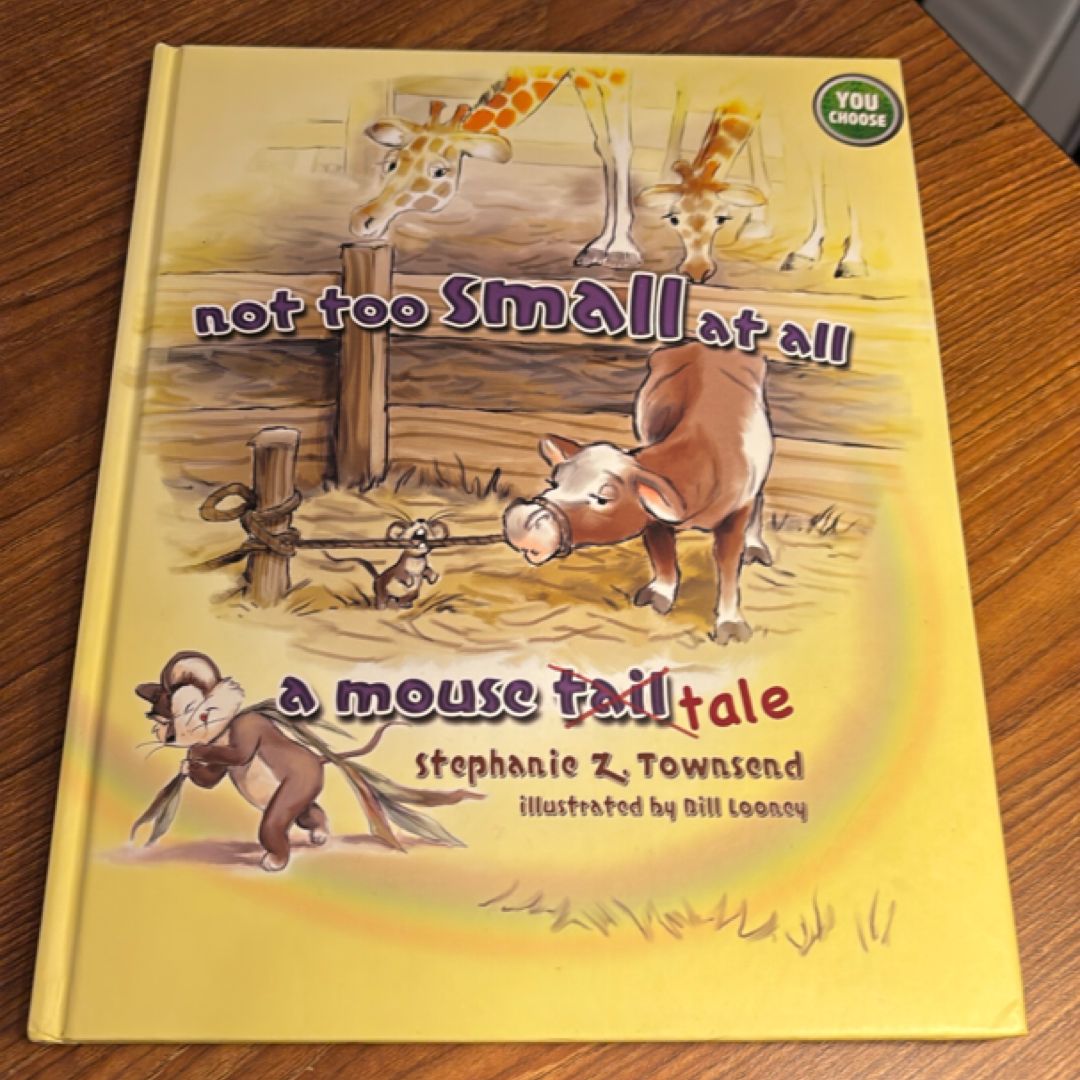 YOU
CHOOSE
not too small at all
a mouse tail tale
Stephanie Z. Townsend
illustrated by Bill Looney